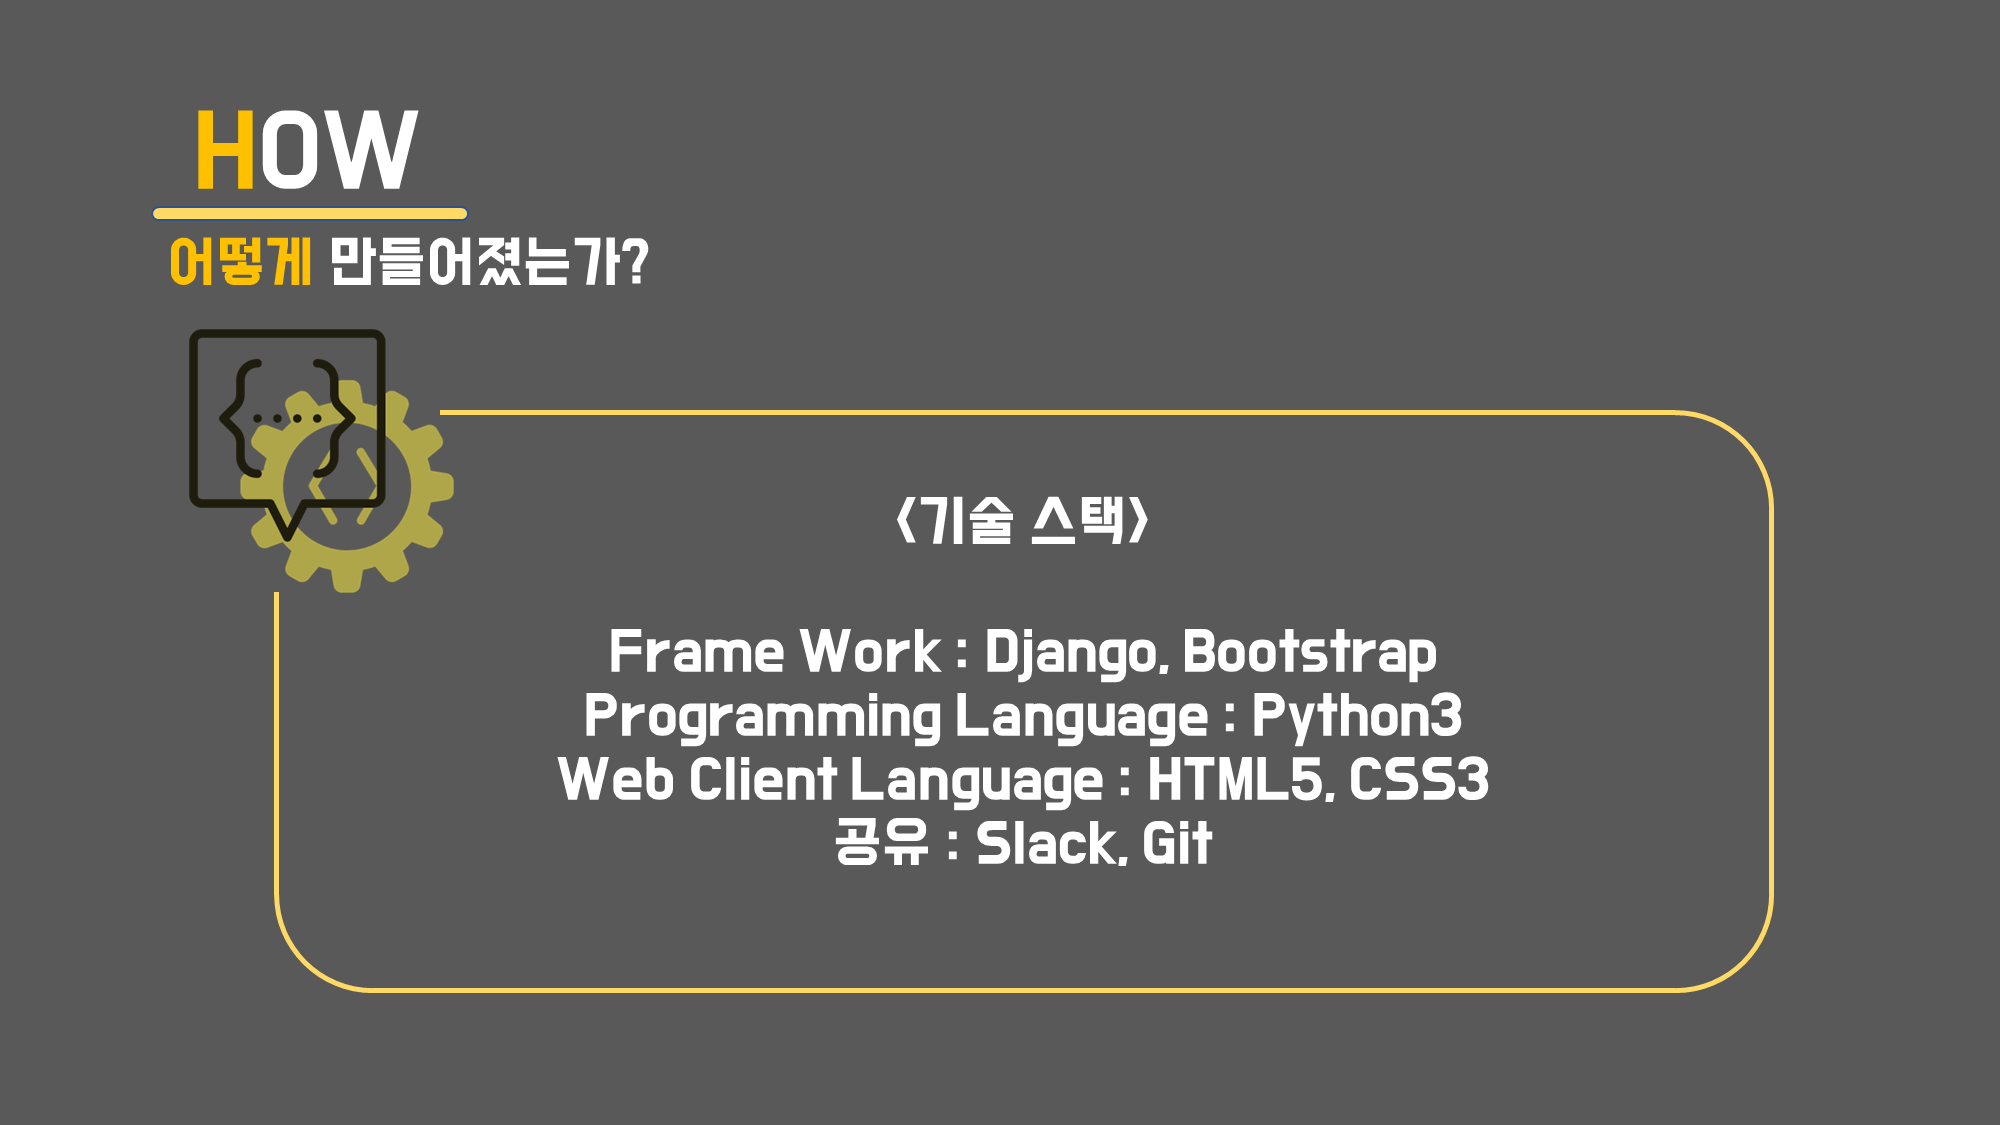 HOW
어떻게 만들어졌는가?
<기술 스택>
Frame Work : Django, Bootstrap
Programming Language : Python3
Web Client Language : HTML5, CSS3
공유 : Slack, Git